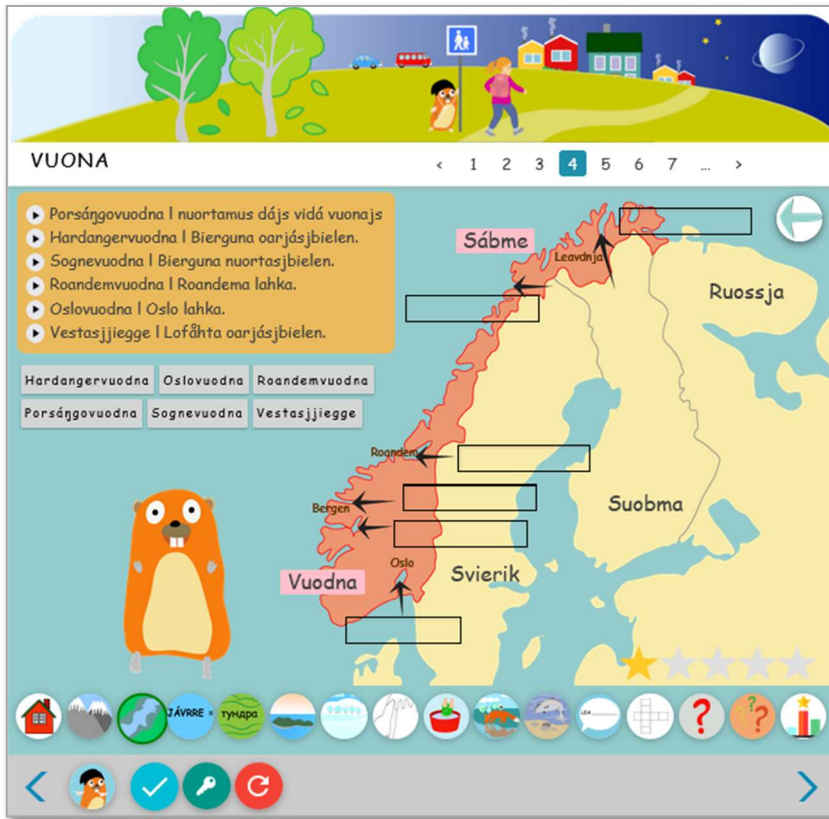 VUONA
< 1 2 3 4 5 6 7 ... >
Porsáŋgovuodna l nuortamus dájs vidá vuonajs
Hardangervuodna l Bierguna oarjásjbielen.
Sognevuodna l Bierguna nuortasjbielen.
Roandemvuodna l Roandema lahka.
Oslovuodna l Oslo lahka.
Vestasjjiegge l Lofåhta oarjásjbielen.
Hardangervuodna Oslovuodna Roandemvuodna
Porsáŋgovuodna Sognevuodna Vestasjjiegge
Sábme
Leavdnja
Ruossja
Roandem
Bergen
Suobma
Oslo
Svierik
Vuodna
JÁVRRE =
тундра
LEA